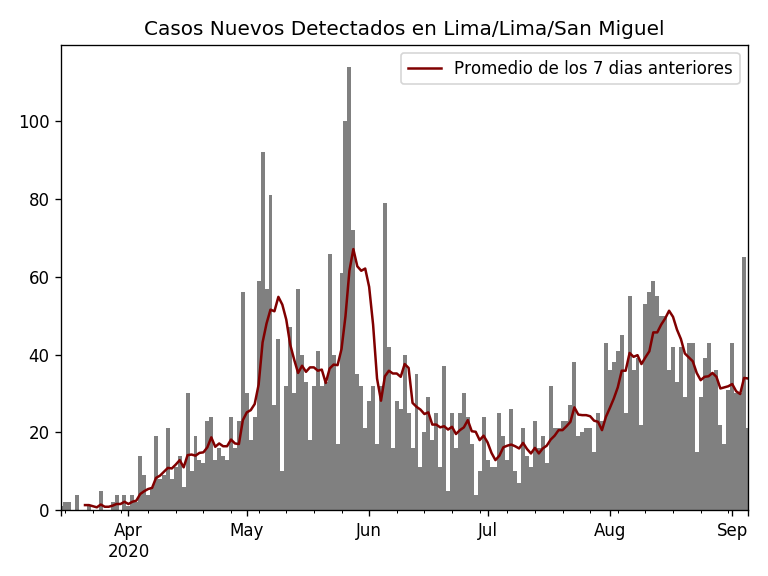 Casos Nuevos Detectados en Lima/Lima/San Miguel
Promedio de los 7 dias anteriores
100
80
60
40
20
0
Apr May Jun Jul Aug Sep
2020